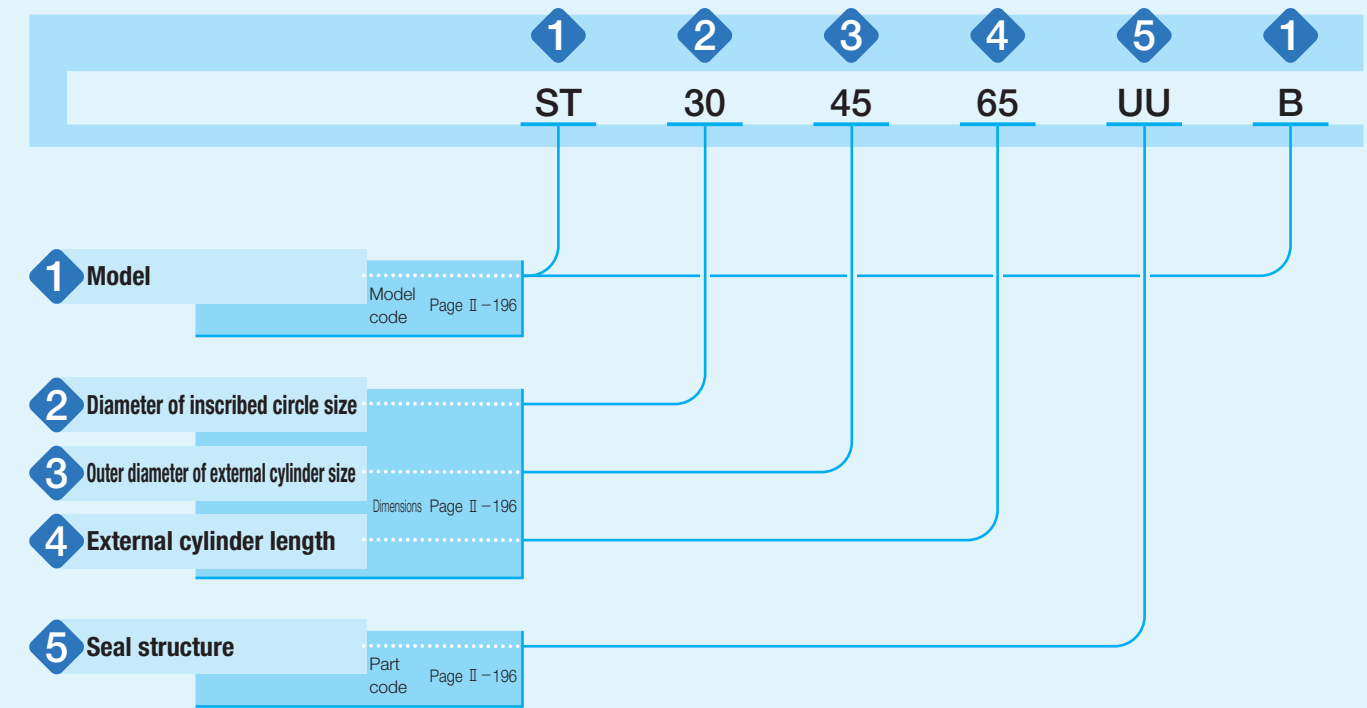 1 2 3 4 5 1
ST 30 45 65 UU B
1 Model
Model
code
Page Ⅱ－196
2 Diameter of inscribed circle size
3 Outer diameter of external cylinder size
Dimensions Page Ⅱ－196
4 External cylinder length
5 Seal structure
Part
code
Page Ⅱ－196